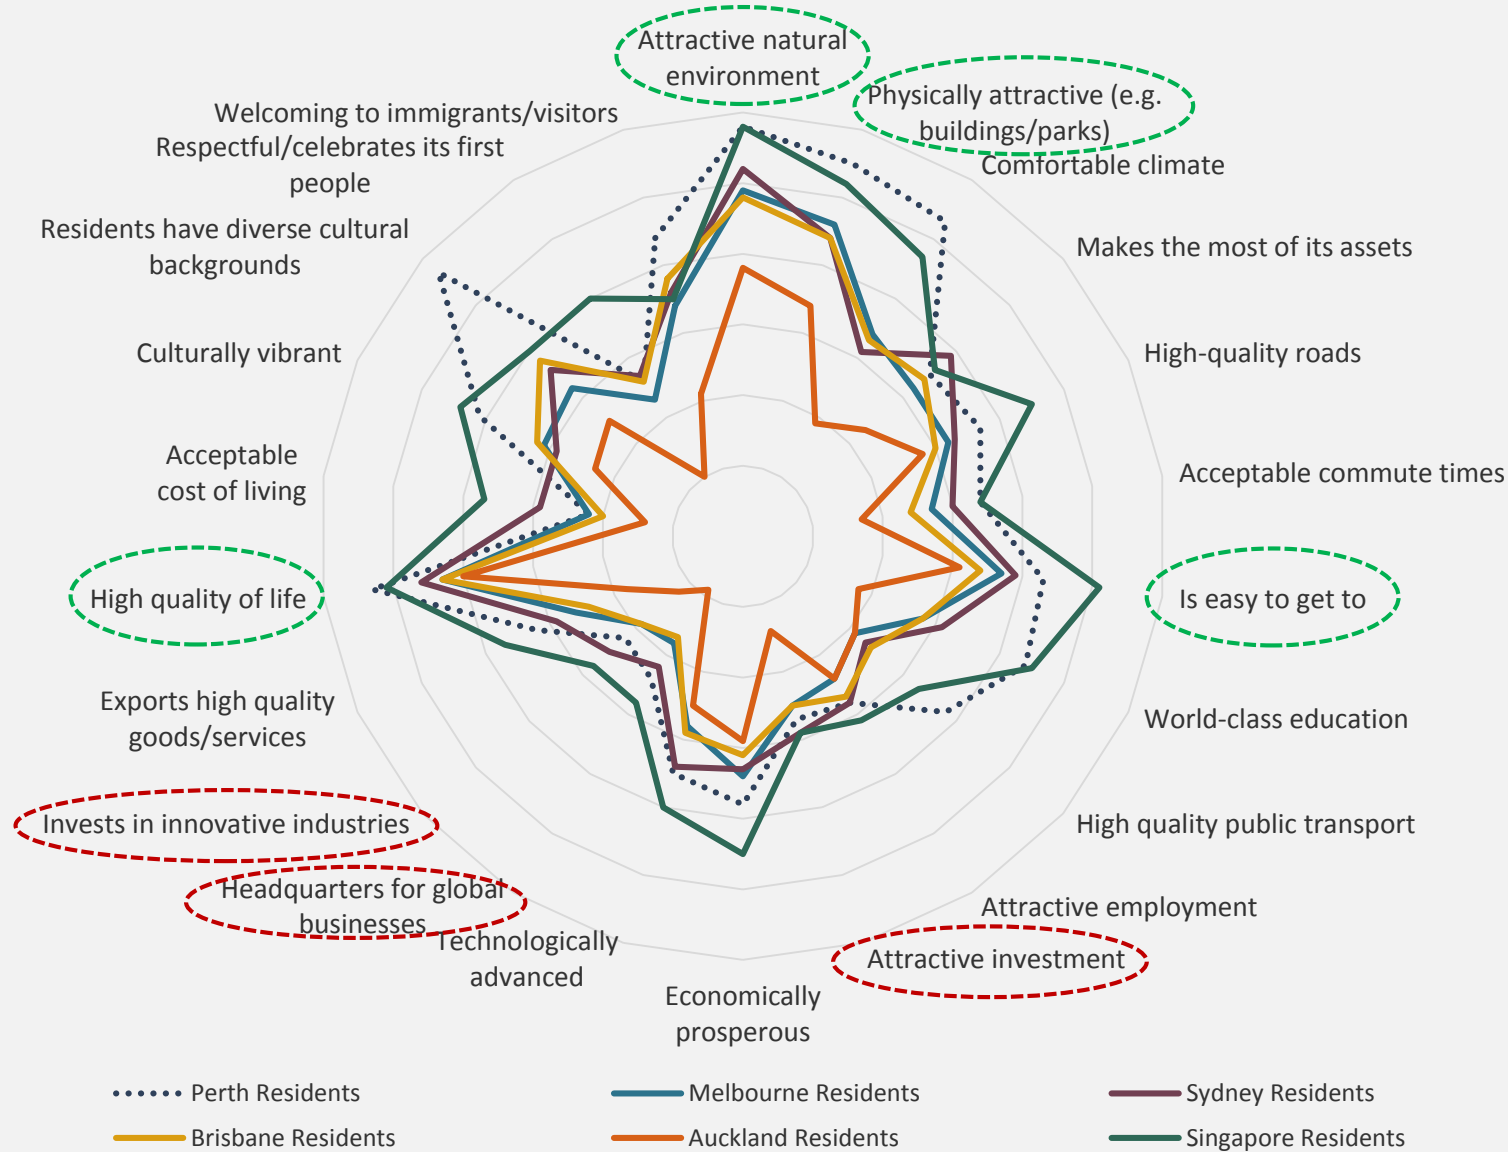 Attractive natural
environment
Physically attractive (e.g.
buildings/parks)
Comfortable climate
Makes the most of its assets
High-quality roads
Acceptable commute times
Is easy to get to
World-class education
High quality public transport
Attractive employment
Attractive investment
Economically
prosperous
Technologically
advanced
Headquarters for global
businesses
Invests in innovative industries
Exports high quality
goods/services
High quality of life
Acceptable
cost of living
Culturally vibrant
Residents have diverse cultural
backgrounds
Respectful/celebrates its first
people
Welcoming to immigrants/visitors
Perth Residents
Melbourne Residents
Sydney Residents
Brisbane Residents
Auckland Residents
Singapore Residents